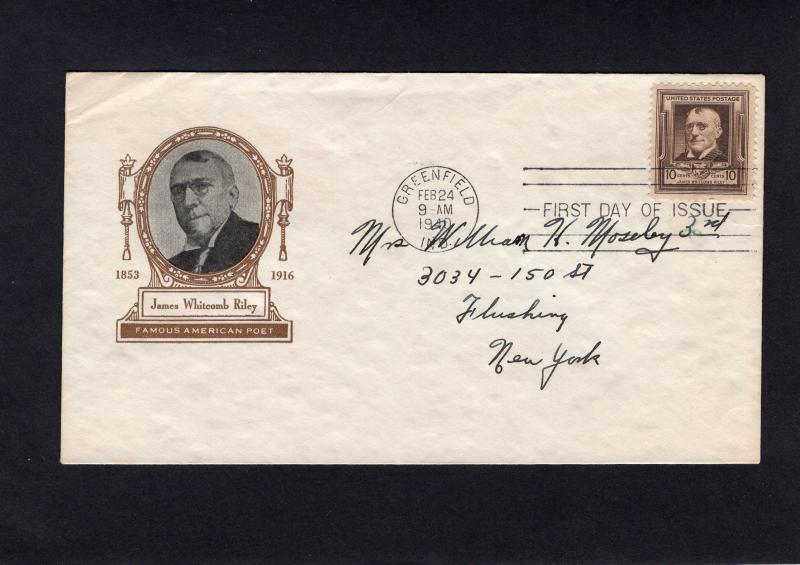 1853 1916
James Whitcomb Riley
FAMOUS AMERICAN POET
UNITED STATES POSTAGE
10 10
CENTS CENTS
JAMES WHITCOMB RILEY
GREENFIELD
FEB 24
9-AM
1940
IND.
FIRST DAY OF ISSUE
Mrs William K. Moseby 3rd
3034-150 St
Flushing
New York